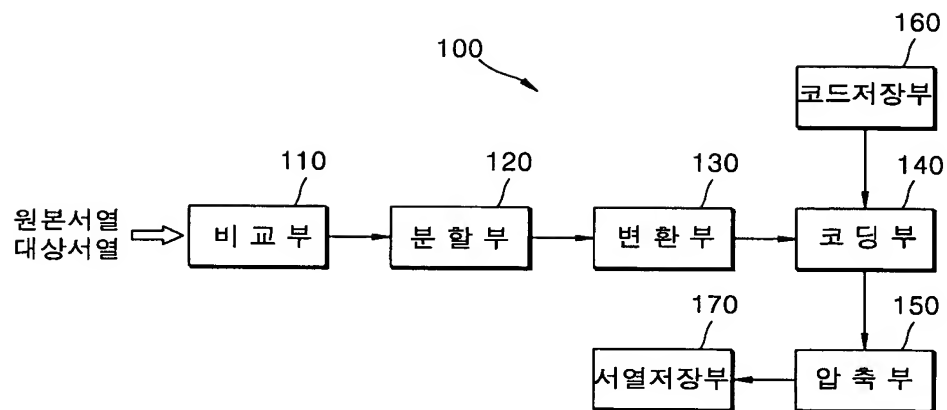 100
160
코드저장부
110
120
130
140
원본서열
대상서열
비교부
분할부
변환부
코딩부
170
150
서열저장부
압축부